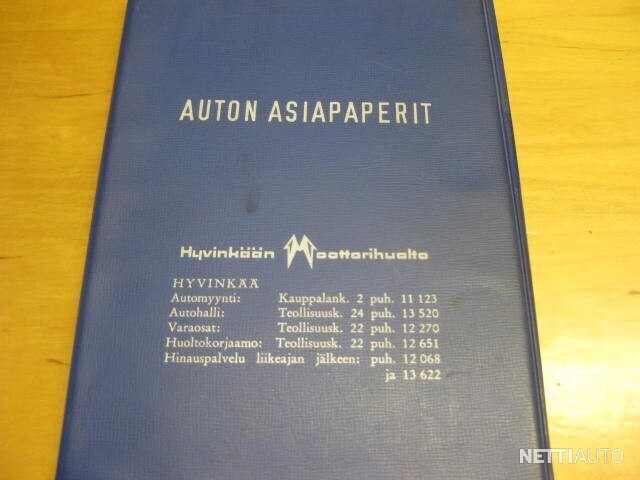 AUTON ASIAPAPERIT
Hyvinkään Moottorihuolto
HYVINKÄÄ
Automyynti: Kauppalank. 2 puh. 11 123
Autohalli: Teollisuusk. 24 puh. 13 520
Varaosat: Teollisuusk. 22 puh. 12 270
Huoltokorjaamo: Teollisuusk. 22 puh. 12 651
Hinauspalvelu liikeajan jälkeen: puh. 12 068
ja 13 622
NETTIAUTO